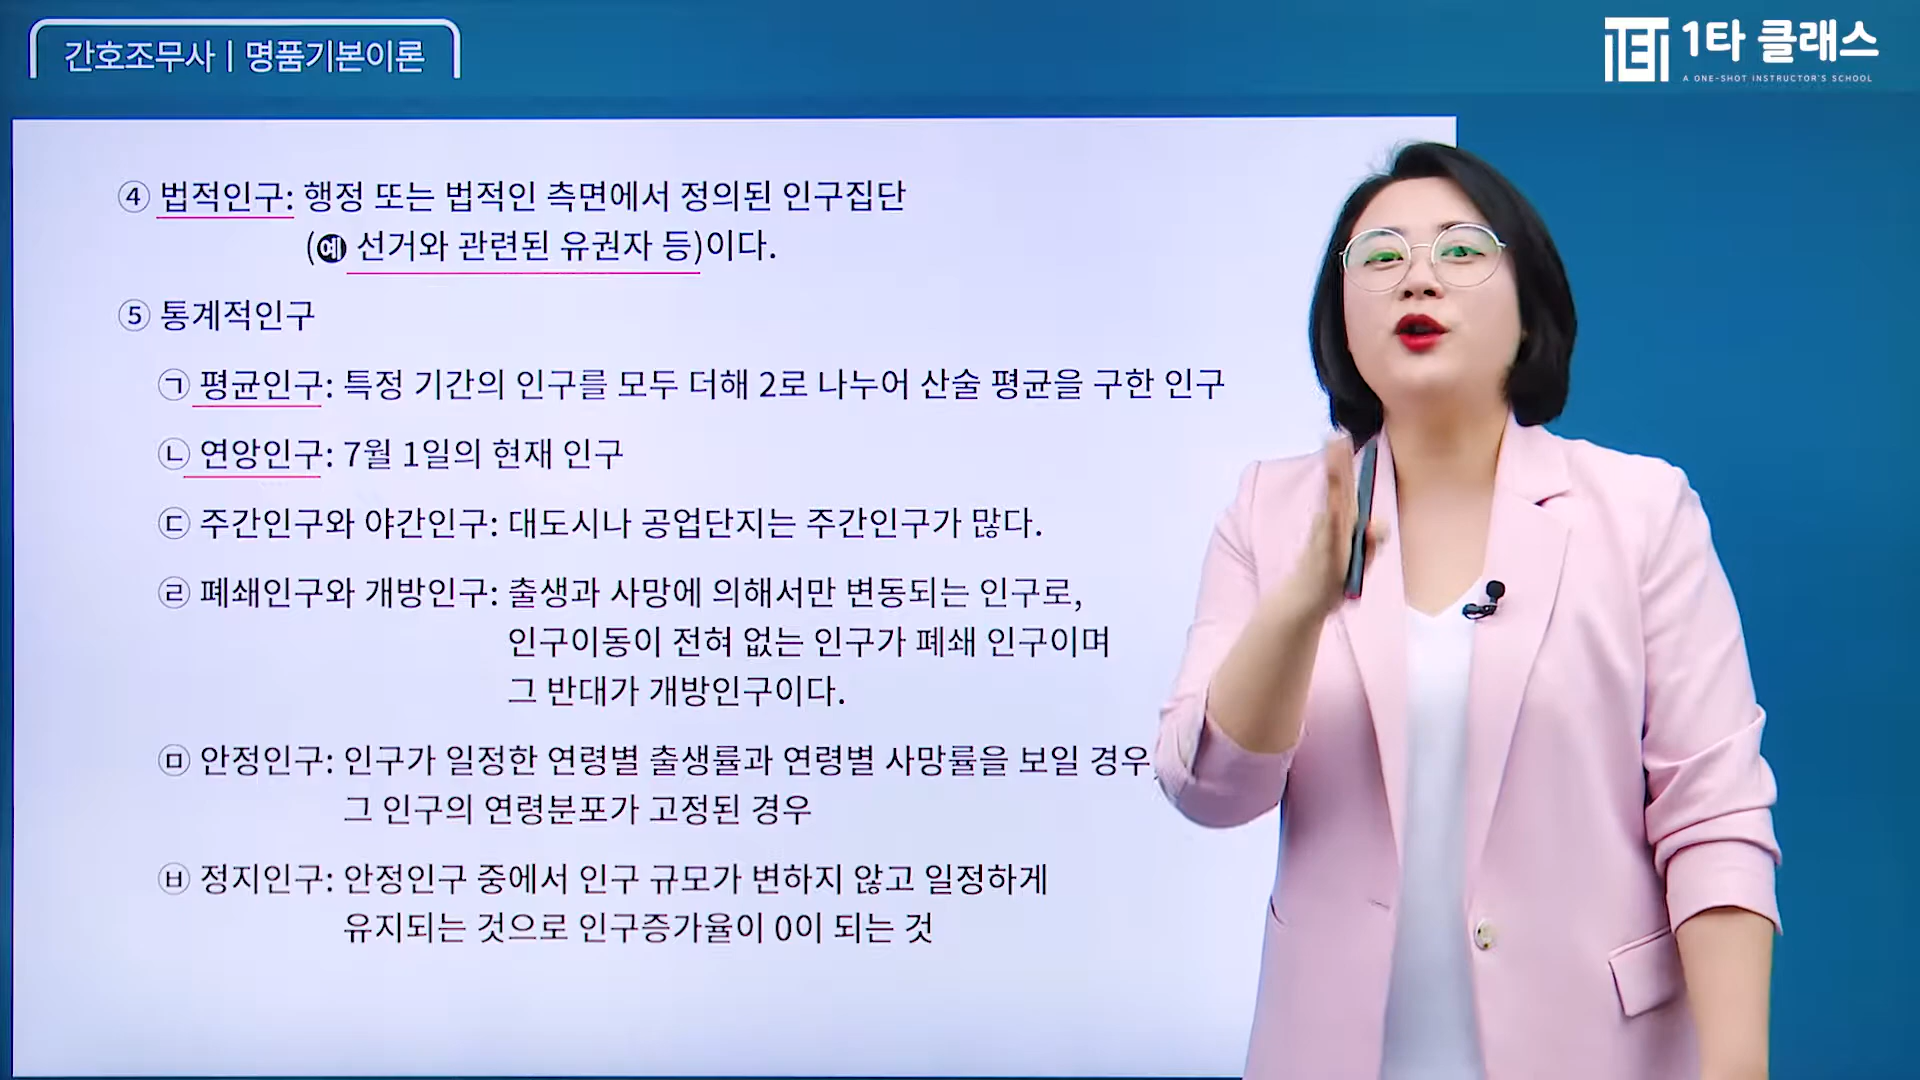 간호조무사 | 명품기본이론
1타 클래스
A ONE-SHOT INSTRUCTOR'S SCHOOL
④ 법적인구: 행정 또는 법적인 측면에서 정의된 인구집단
(예 선거와 관련된 유권자 등)이다.
⑤ 통계적인구
㉠ 평균인구: 특정 기간의 인구를 모두 더해 2로 나누어 산술 평균을 구한 인구
㉡ 연앙인구: 7월 1일의 현재 인구
㉢ 주간인구와 야간인구: 대도시나 공업단지는 주간인구가 많다.
㉣ 폐쇄인구와 개방인구: 출생과 사망에 의해서만 변동되는 인구로,
인구이동이 전혀 없는 인구가 폐쇄 인구이며
그 반대가 개방인구이다.
㉤ 안정인구: 인구가 일정한 연령별 출생률과 연령별 사망률을 보일 경우,
그 인구의 연령분포가 고정된 경우
㉥ 정지인구: 안정인구 중에서 인구 규모가 변하지 않고 일정하게
유지되는 것으로 인구증가율이 0이 되는 것